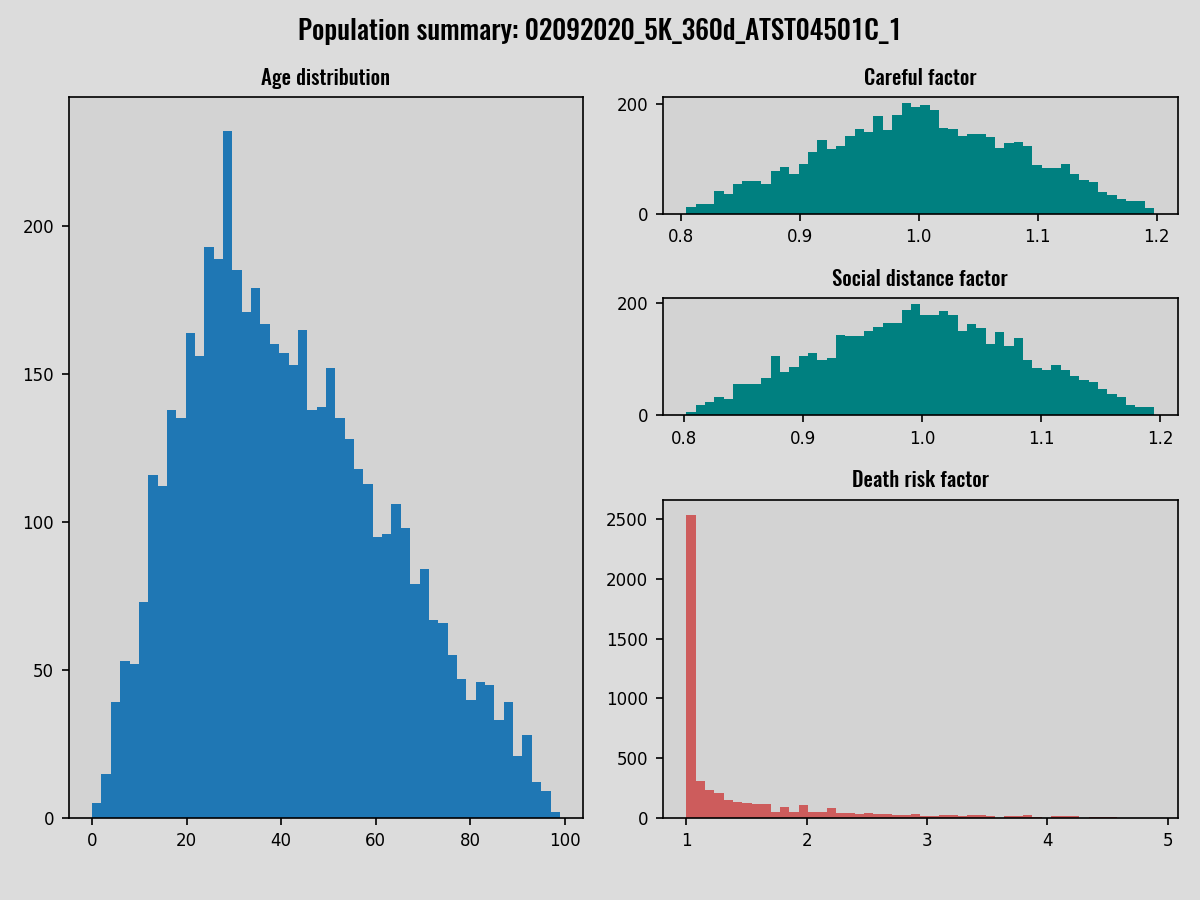 Population summary: 02092020_5K_360d_ATST04501C_1
Age distribution
200
150
100
50
0
0 20 40 60 80 100
Careful factor
200
0
0.8 0.9 1.0 1.1 1.2
Social distance factor
200
0
0.8 0.9 1.0 1.1 1.2
Death risk factor
2500
2000
1500
1000
500
0
1 2 3 4 5